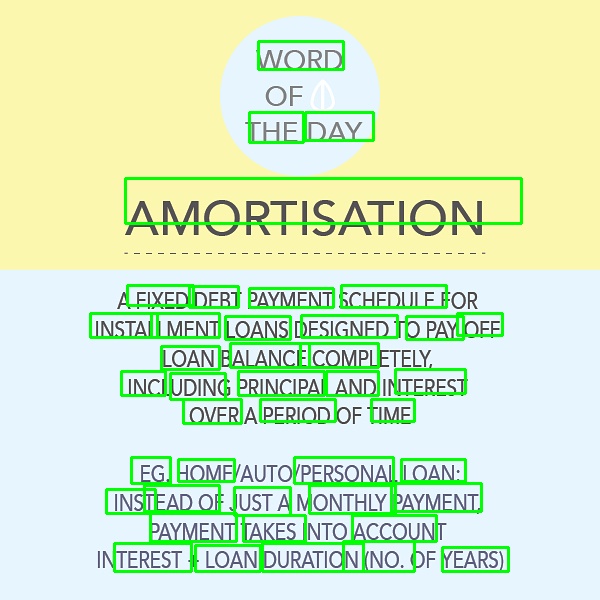 WORD
OF
THE DAY
AMORTISATION
A FIXED DEBT PAYMENT SCHEDULE FOR
INSTALLMENT LOANS DESIGNED TO PAY OFF
LOAN BALANCE COMPLETELY,
INCLUDING PRINCIPAL AND INTEREST
OVER A PERIOD OF TIME
EG. HOME/AUTO/PERSONAL LOAN:
INSTEAD OF JUST A MONTHLY PAYMENT,
PAYMENT TAKES INTO ACCOUNT
INTEREST + LOAN DURATION (NO. OF YEARS)